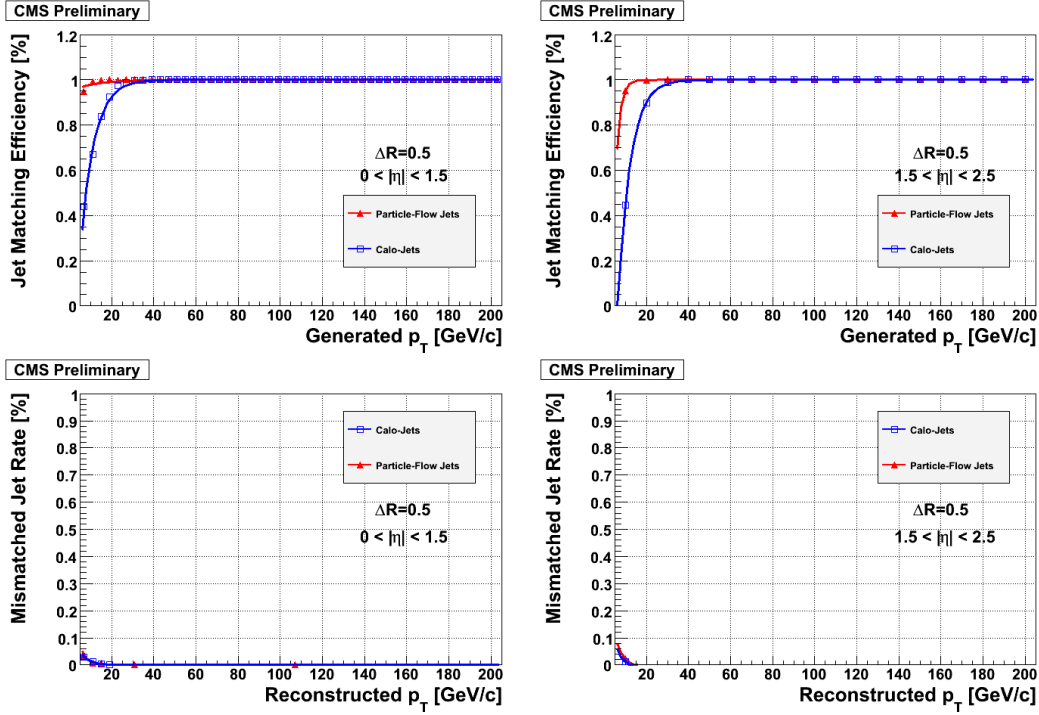 CMS Preliminary
Jet Matching Efficiency [%]
1.2
1
0.8
0.6
0.4
0.2
0
ΔR=0.5
0 < |η| < 1.5
Particle-Flow Jets
Calo-Jets
20 40 60 80 100 120 140 160 180 200
Generated p_T [GeV/c]
CMS Preliminary
Jet Matching Efficiency [%]
1.2
1
0.8
0.6
0.4
0.2
0
ΔR=0.5
1.5 < |η| < 2.5
Particle-Flow Jets
Calo-Jets
20 40 60 80 100 120 140 160 180 200
Generated p_T [GeV/c]
CMS Preliminary
Mismatched Jet Rate [%]
1
0.9
0.8
0.7
0.6
0.5
0.4
0.3
0.2
0.1
0
Calo-Jets
Particle-Flow Jets
ΔR=0.5
0 < |η| < 1.5
20 40 60 80 100 120 140 160 180 200
Reconstructed p_T [GeV/c]
CMS Preliminary
Mismatched Jet Rate [%]
1
0.9
0.8
0.7
0.6
0.5
0.4
0.3
0.2
0.1
0
Calo-Jets
Particle-Flow Jets
ΔR=0.5
1.5 < |η| < 2.5
20 40 60 80 100 120 140 160 180 200
Reconstructed p_T [GeV/c]